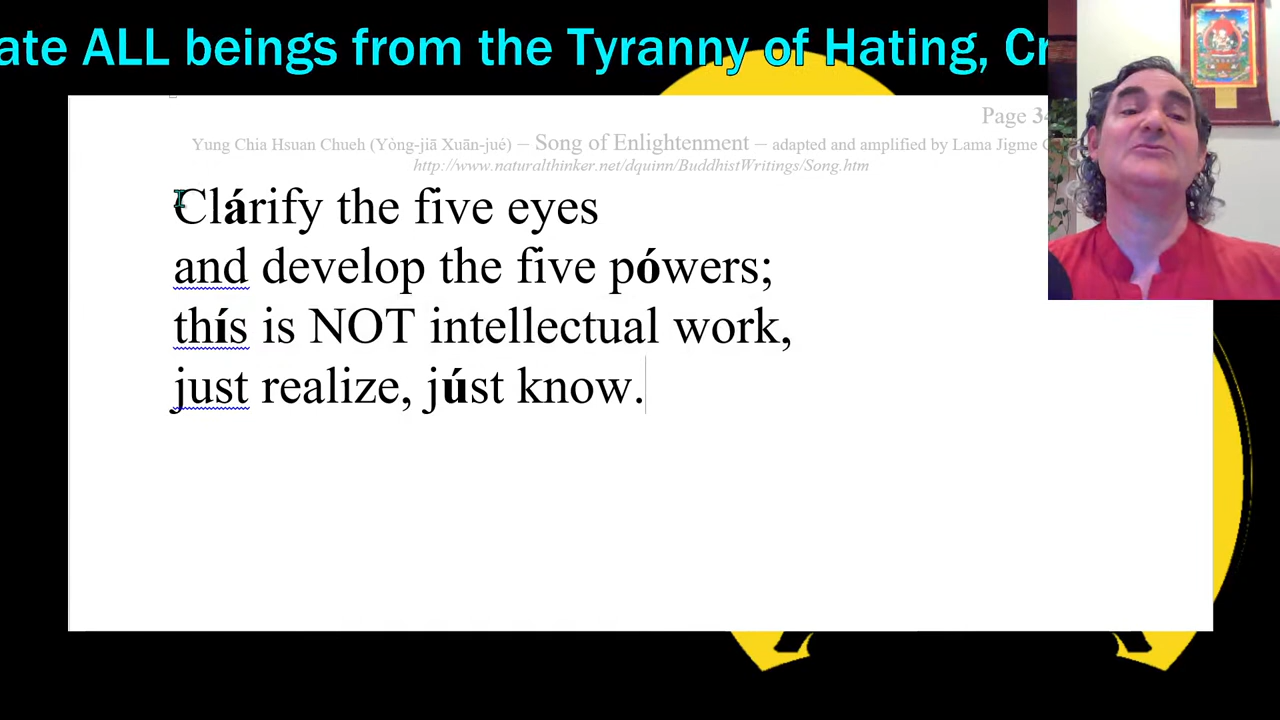 ate ALL beings from the Tyranny of Hating, Cr
Page 34
Yung Chia Hsuan Chueh (Yòng-jiā Xuān-jué) – Song of Enlightenment – adapted and amplified by Lama Jigme
http://www.naturalthinker.net/dquinn/BuddhistWritings/Song.htm
Clárify the five eyes
and develop the five pówers;
thís is NOT intellectual work,
just realize, júst know.